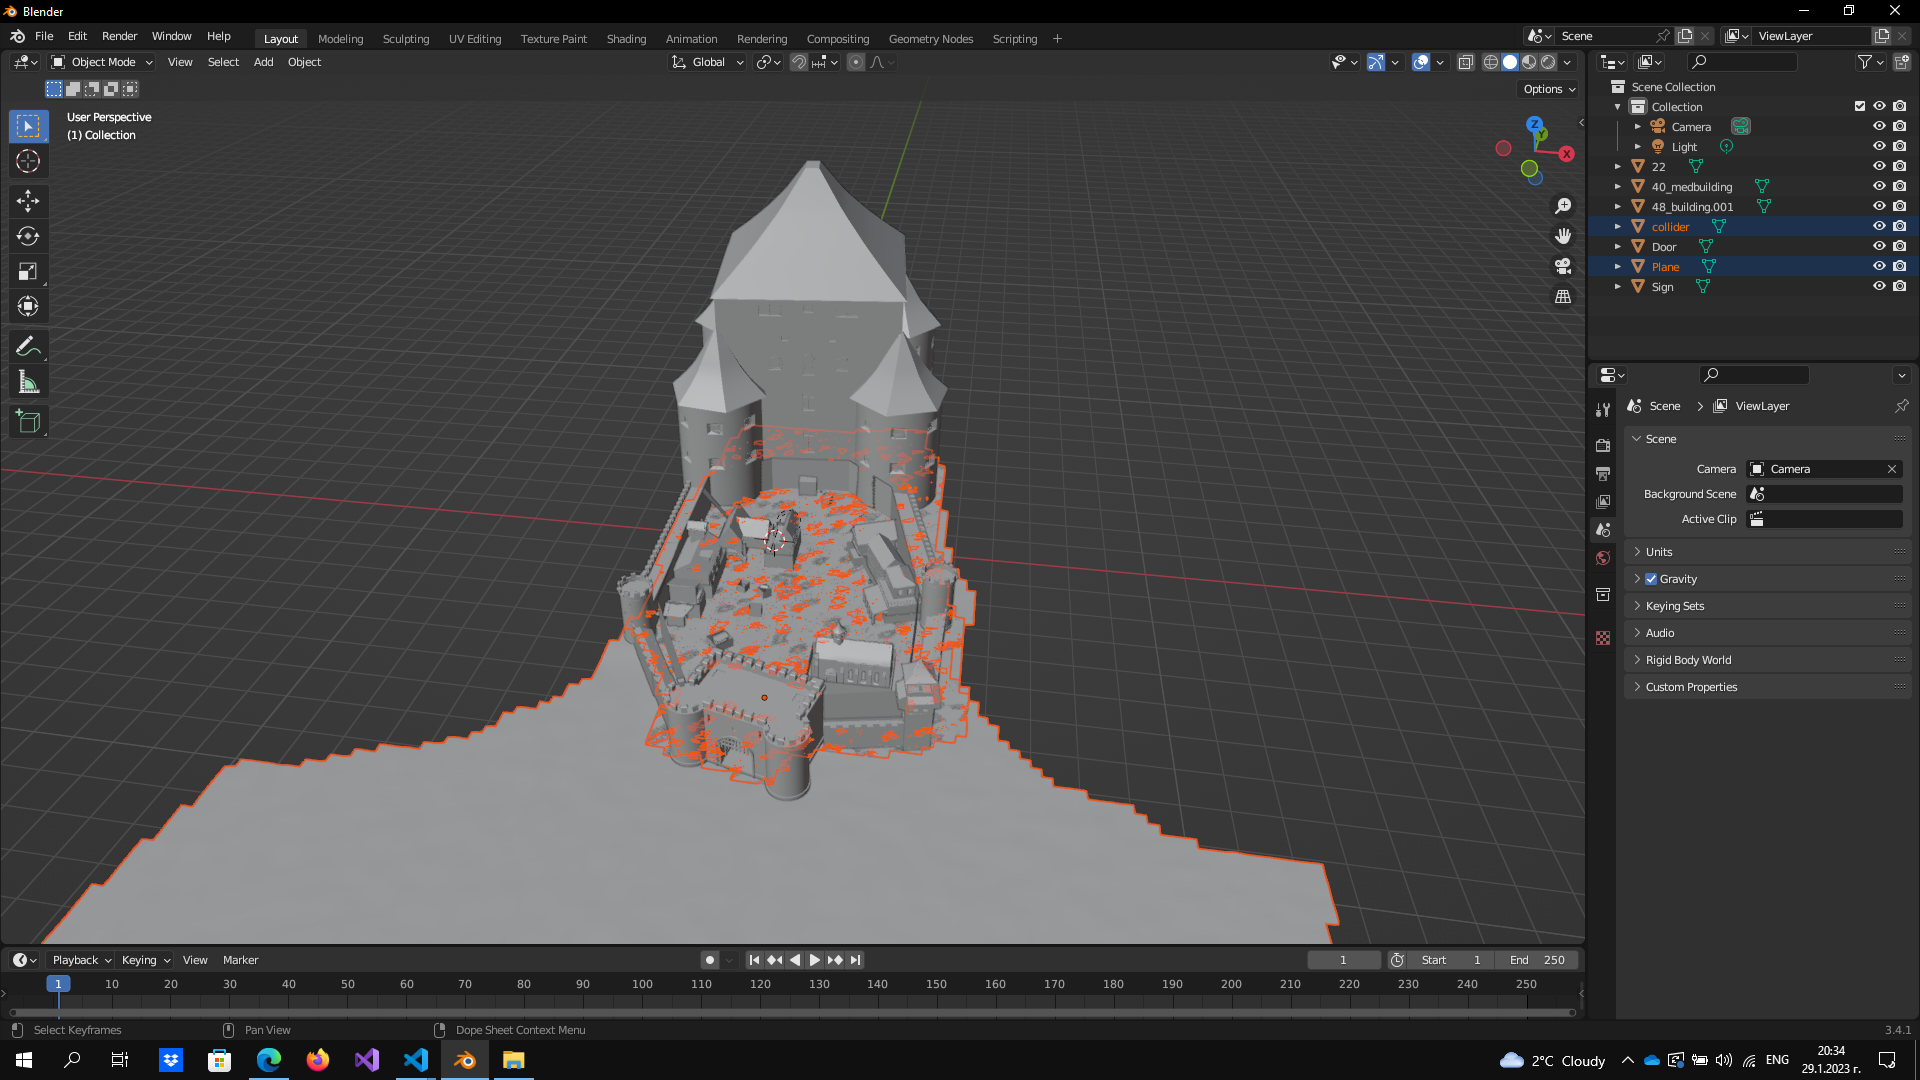 Blender
File Edit Render Window Help Layout Modeling Sculpting UV Editing Texture Paint Shading Animation Rendering Compositing Geometry Nodes Scripting + Scene ViewLayer
Object Mode View Select Add Object Global
Options
User Perspective
(1) Collection
Z
Y
X
Scene Collection
Collection
Camera
Light
22
40_medbuilding
48_building.001
collider
Door
Plane
Sign
Scene ViewLayer
Scene
Camera Camera
Background Scene
Active Clip
Units
Gravity
Keying Sets
Audio
Rigid Body World
Custom Properties
Playback Keying View Marker 1 Start 1 End 250
1 10 20 30 40 50 60 70 80 90 100 110 120 130 140 150 160 170 180 190 200 210 220 230 240 250
Select Keyframes Pan View Dope Sheet Context Menu 3.4.1
2°C Cloudy ENG 20:34
29.1.2023 г.